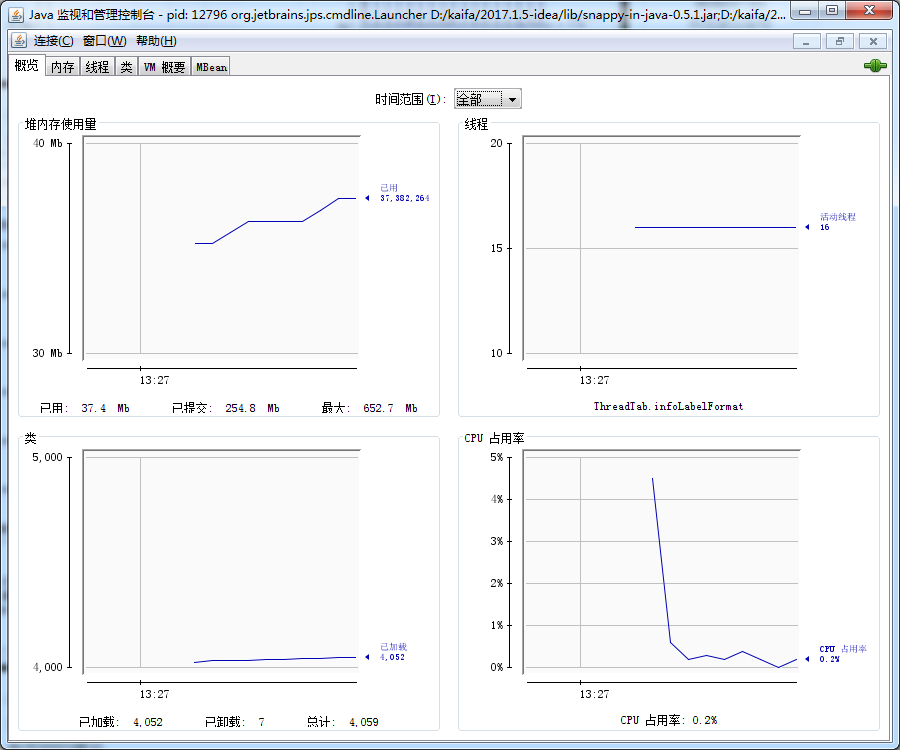 Java 监视和管理控制台 - pid: 12796 org.jetbrains.jps.cmdline.Launcher D:/kaifa/2017.1.5-idea/lib/snappy-in-java-0.5.1.jar;D:/kaifa/2...
连接(C) 窗口(W) 帮助(H)
概览 内存 线程 类 VM 概要 MBean
时间范围(I): 全部
堆内存使用量
40 Mb
已用
37,382,264
30 Mb
13:27
已用: 37.4 Mb 已提交: 254.8 Mb 最大: 652.7 Mb
线程
20
活动线程
16
15
10
13:27
ThreadTab.infoLabelFormat
类
5,000
已加载
4,052
4,000
13:27
已加载: 4,052 已卸载: 7 总计: 4,059
CPU 占用率
5%
4%
3%
2%
1%
CPU 占用率
0.2%
0%
13:27
CPU 占用率: 0.2%